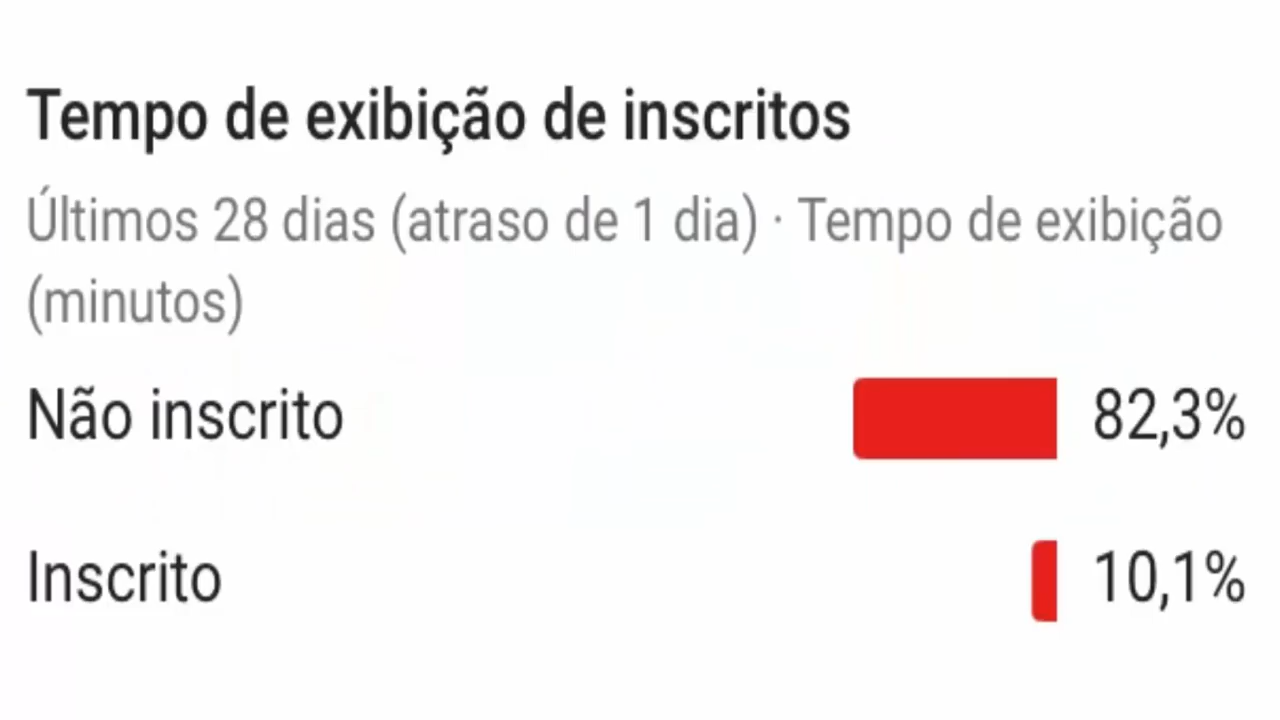 Tempo de exibição de inscritos
Últimos 28 dias (atraso de 1 dia) · Tempo de exibição
(minutos)
Não inscrito 82,3%
Inscrito 10,1%